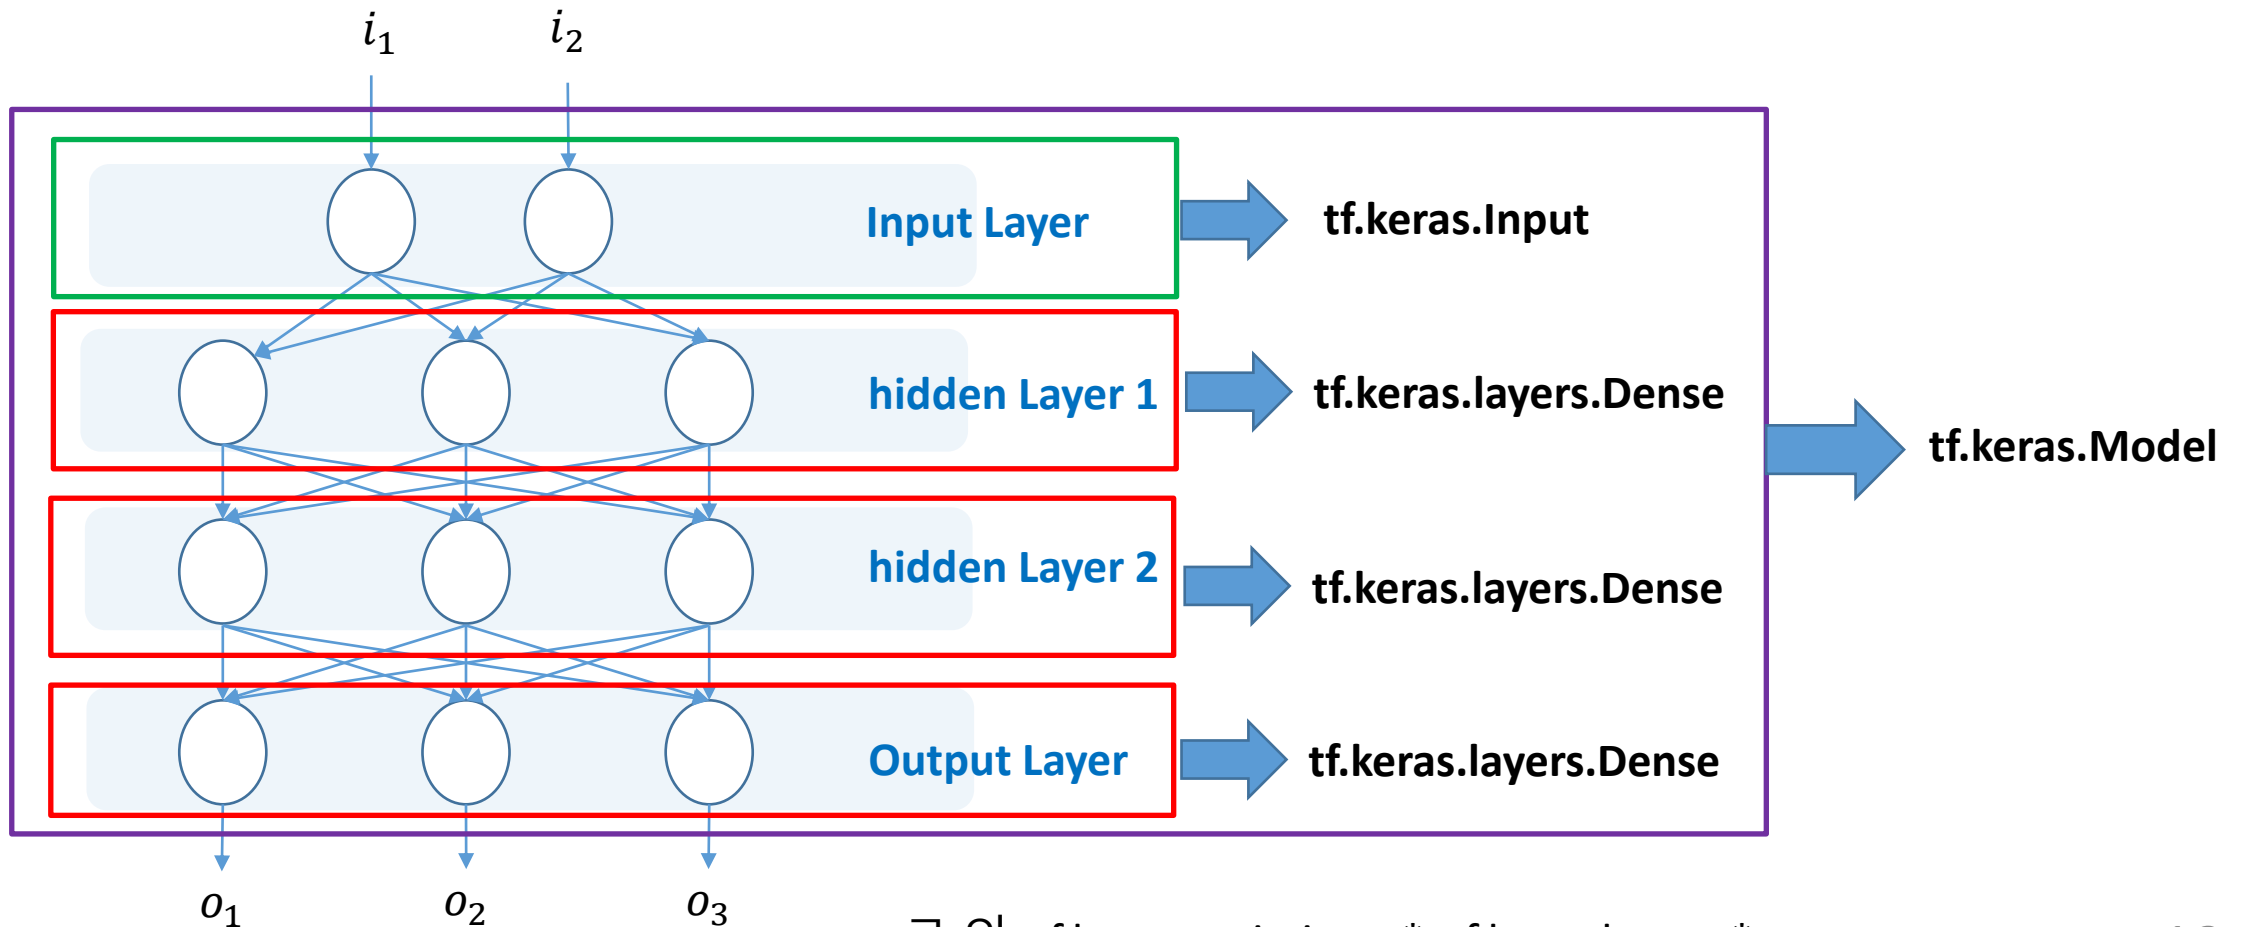 i₁ i₂
Input Layer tf.keras.Input
hidden Layer 1 tf.keras.layers.Dense
tf.keras.Model
hidden Layer 2 tf.keras.layers.Dense
Output Layer tf.keras.layers.Dense
o₁ o₂ o₃